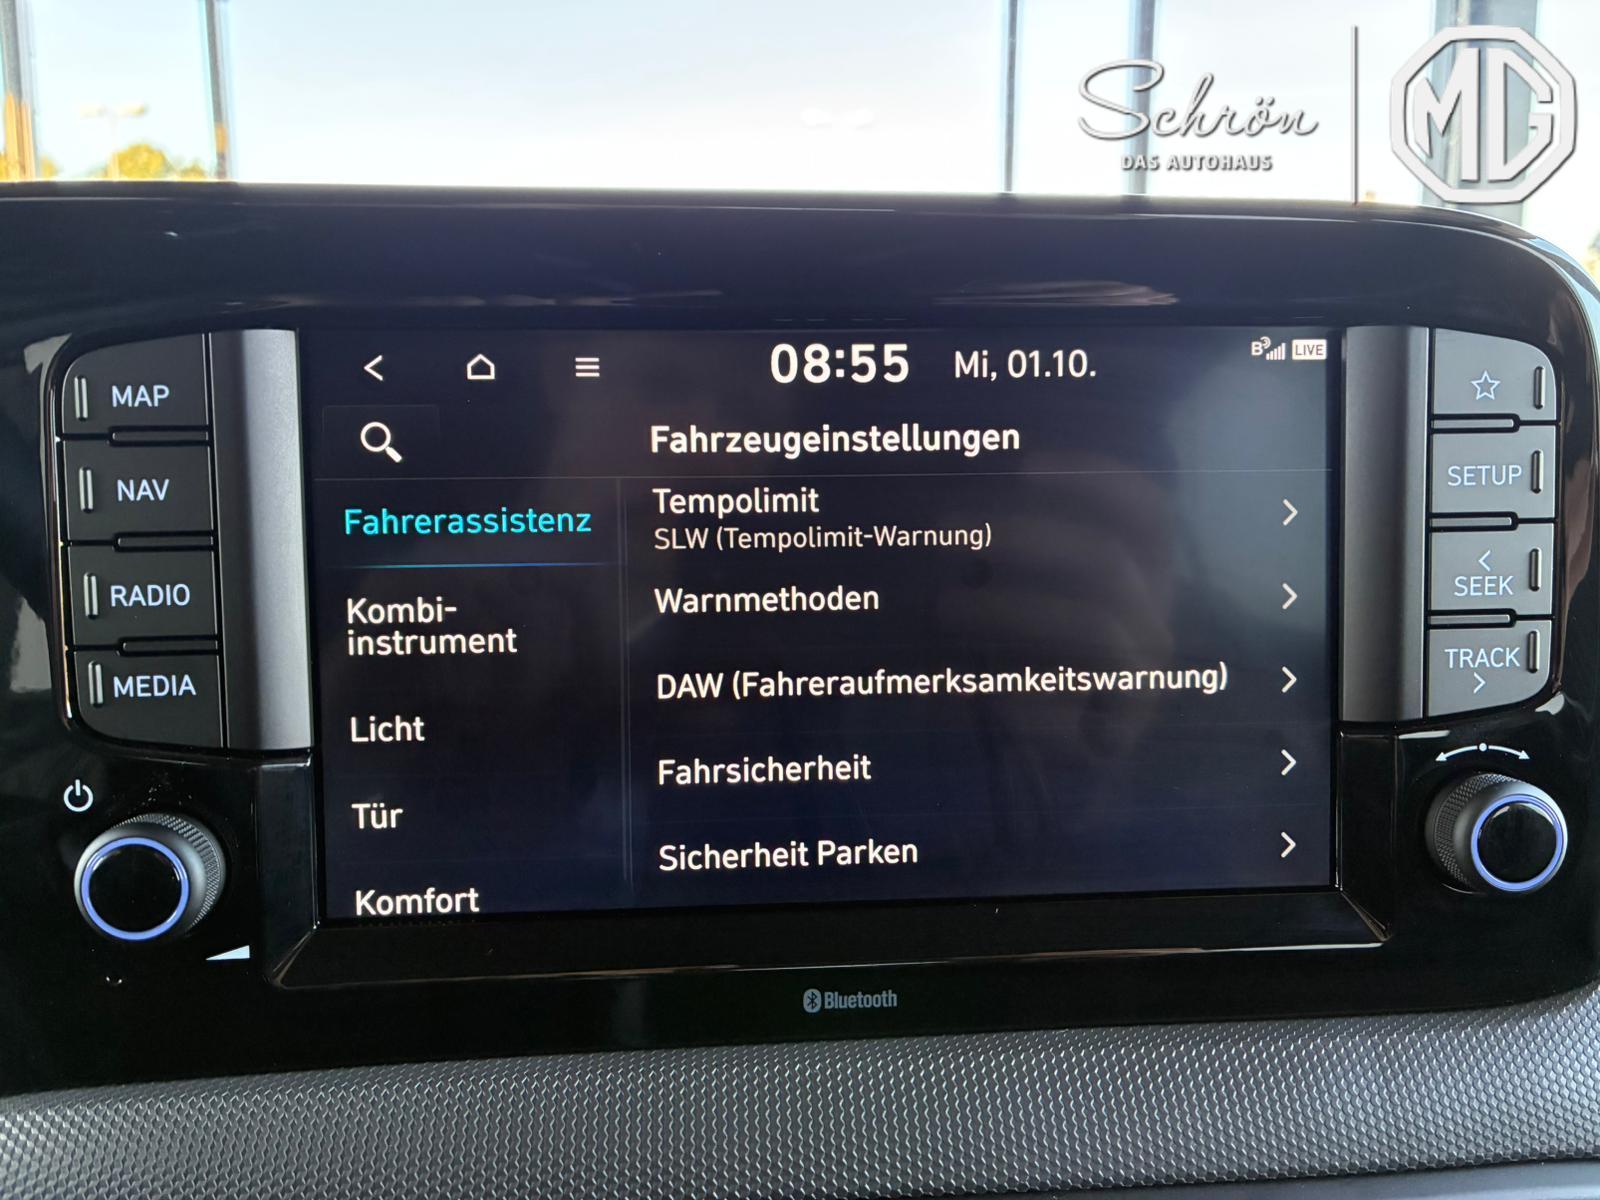 Schrön
DAS AUTOHAUS
MG
08:55 Mi, 01.10.
B LIVE
Fahrzeugeinstellungen
Fahrerassistenz
Kombi-
instrument
Licht
Tür
Komfort
Tempolimit
SLW (Tempolimit-Warnung)
Warnmethoden
DAW (Fahreraufmerksamkeitswarnung)
Fahrsicherheit
Sicherheit Parken
MAP
NAV
RADIO
MEDIA
SETUP
SEEK
TRACK
Bluetooth